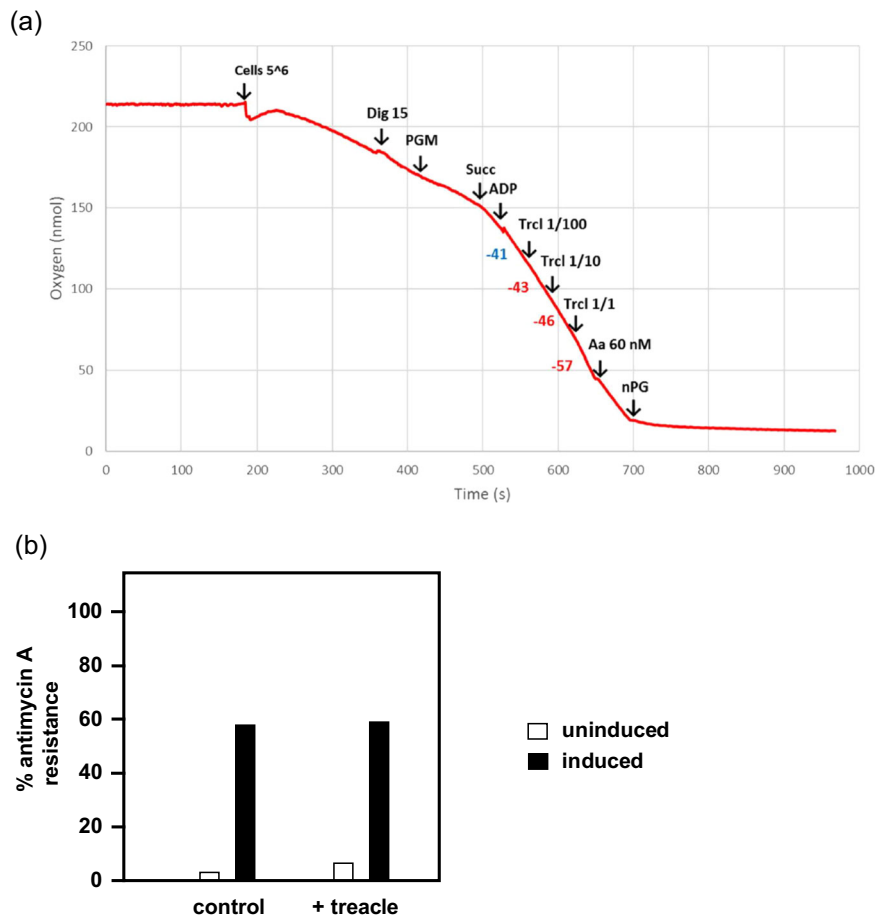 (a)
250
200
150
100
50
0
Oxygen (nmol)
Cells 5^6
Dig 15
PGM
Succ
ADP
Trcl 1/100
-41
Trcl 1/10
-43
Trcl 1/1
-46
Aa 60 nM
-57
nPG
0 100 200 300 400 500 600 700 800 900 1000
Time (s)
(b)
% antimycin A
resistance
100
80
60
40
20
0
control + treacle
uninduced
induced